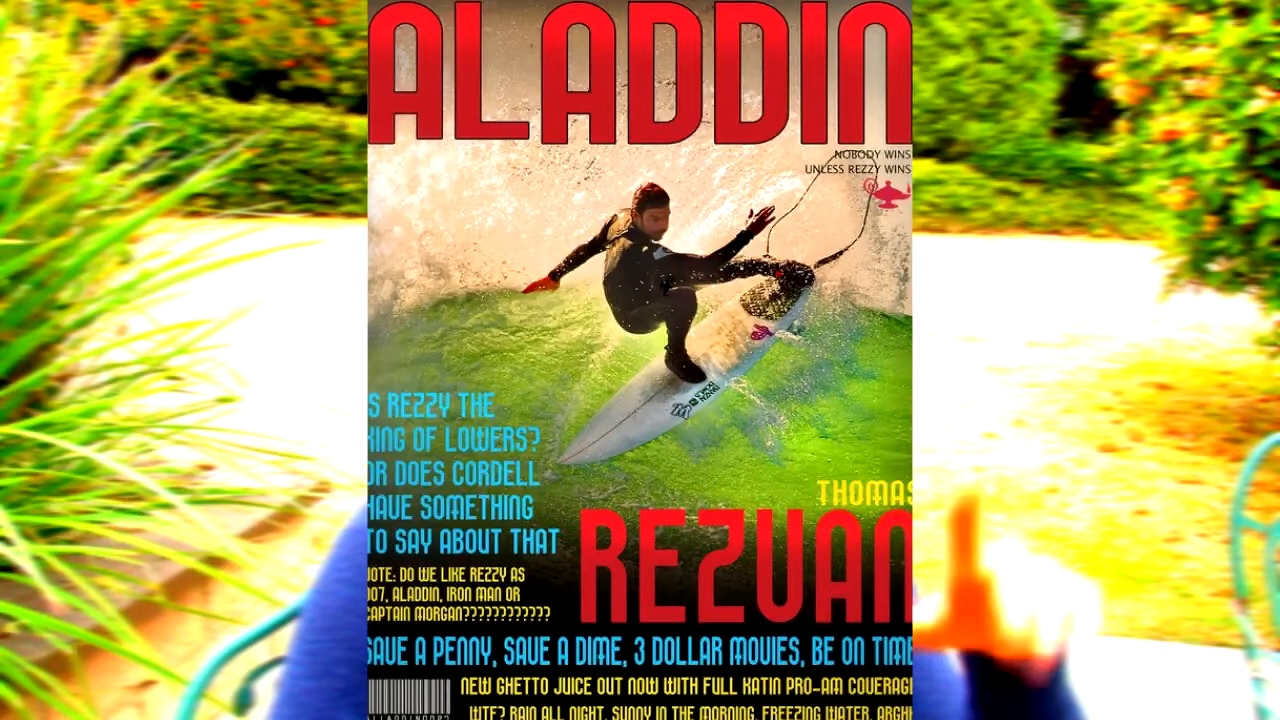 ALADDIN
NOBODY WINS
UNLESS REZZY WINS
S REZZY THE
KING OF LOWERS?
OR DOES CORDELL
HAVE SOMETHING
TO SAY ABOUT THAT
THOMAS
REZVAN
VOTE: DO WE LIKE REZZY AS
007, ALADDIN, IRON MAN OR
CAPTAIN MORGAN????????????
SAVE A PENNY, SAVE A DIME, 3 DOLLAR MOVIES, BE ON TIME
NEW GHETTO JUICE OUT NOW WITH FULL KATIN PRO-AM COVERAGE
WTF? RAIN ALL NIGHT, SUNNY IN THE MORNING, FREEZING WATER, ARGHH